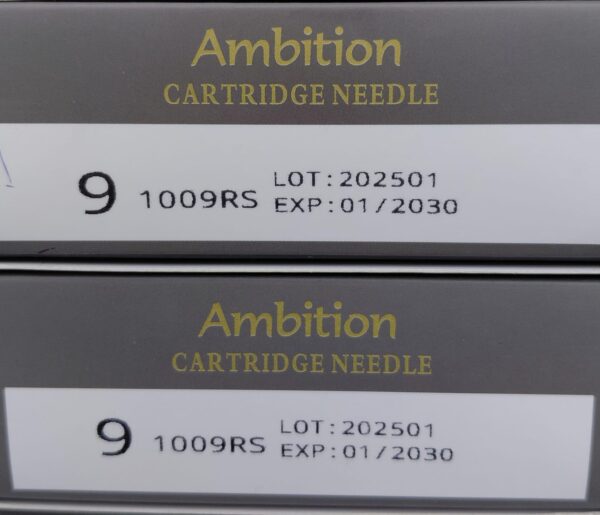 Ambition
CARTRIDGE NEEDLE
9 1009RS LOT:202501
EXP:01/2030
Ambition
CARTRIDGE NEEDLE
9 1009RS LOT:202501
EXP:01/2030